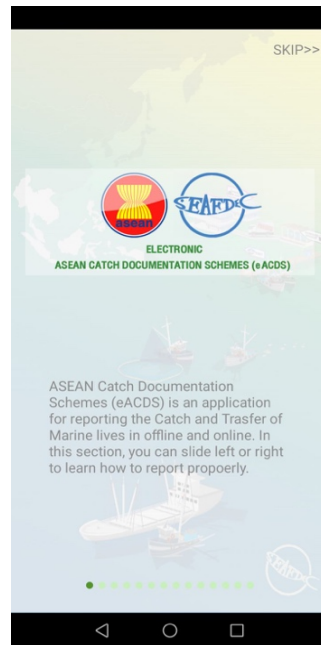 SKIP>>
asean
SEAFDEC
ELECTRONIC
ASEAN CATCH DOCUMENTATION SCHEMES (eACDS)
ASEAN Catch Documentation
Schemes (eACDS) is an application
for reporting the Catch and Trasfer of
Marine lives in offline and online. In
this section, you can slide left or right
to learn how to report propoerly.
SEAFDEC